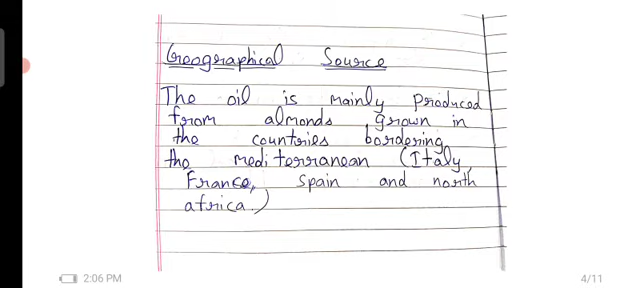 Geographical Source
The oil is mainly produced
from almonds grown in
the countries bordering
the mediterranean (Italy,
France, spain and north
africa.)
2:06 PM
4/11